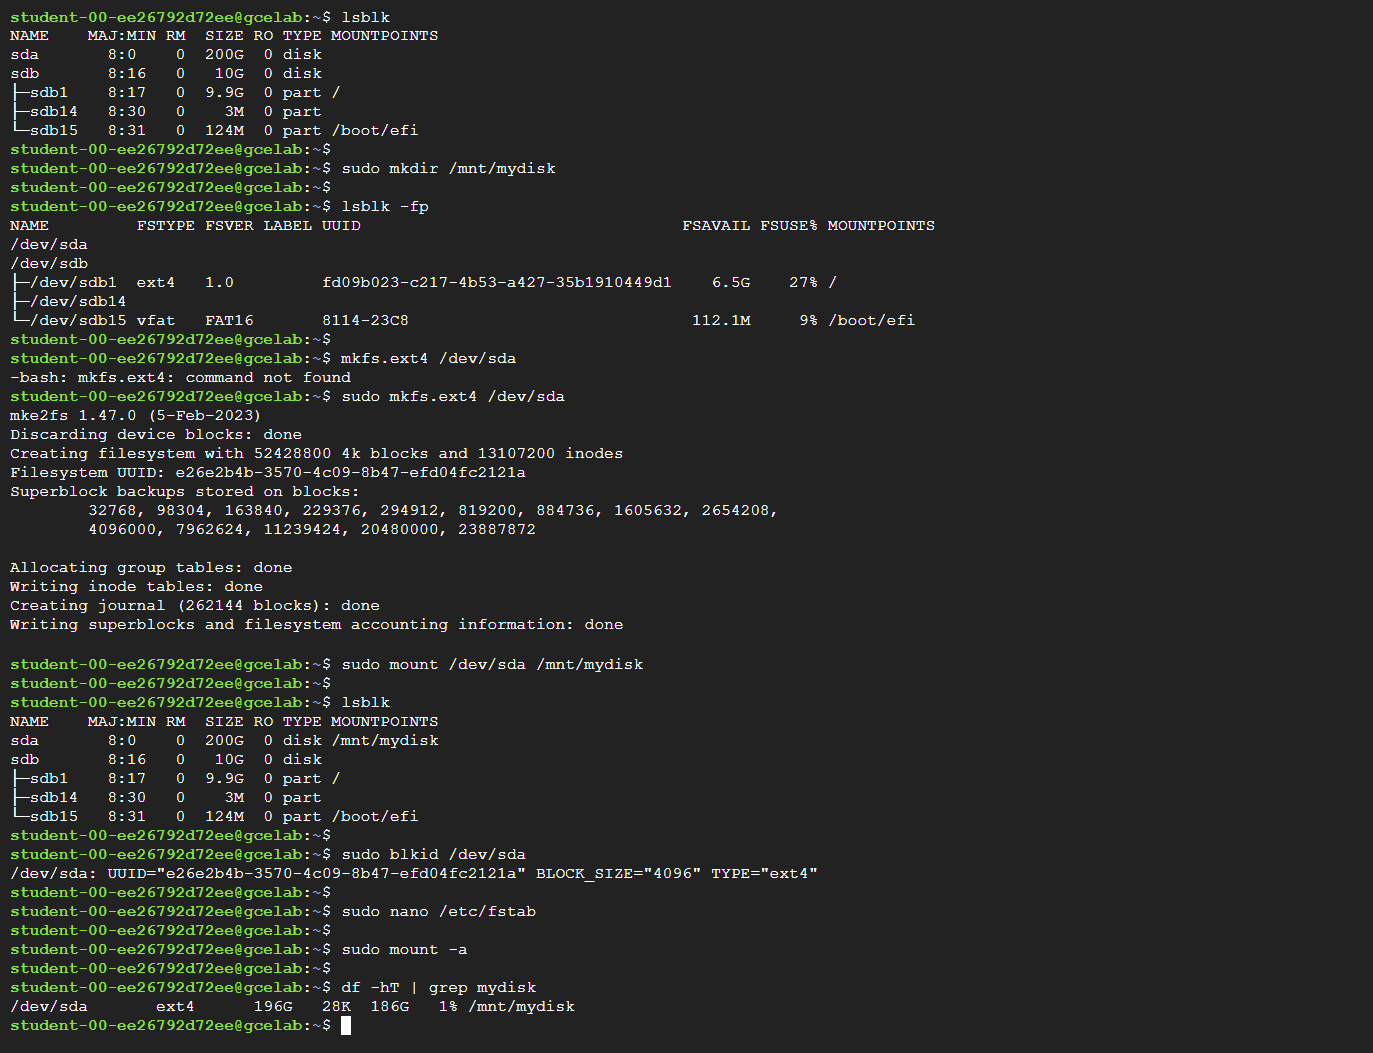 student-00-ee26792d72ee@gcelab:~$ lsblk
NAME    MAJ:MIN RM  SIZE RO TYPE MOUNTPOINTS
sda       8:0    0  200G  0 disk
sdb       8:16   0   10G  0 disk
├─sdb1    8:17   0  9.9G  0 part /
├─sdb14   8:30   0    3M  0 part
└─sdb15   8:31   0  124M  0 part /boot/efi
student-00-ee26792d72ee@gcelab:~$
student-00-ee26792d72ee@gcelab:~$ sudo mkdir /mnt/mydisk
student-00-ee26792d72ee@gcelab:~$
student-00-ee26792d72ee@gcelab:~$ lsblk -fp
NAME         FSTYPE FSVER LABEL UUID                                 FSAVAIL FSUSE% MOUNTPOINTS
/dev/sda
/dev/sdb
├─/dev/sdb1  ext4   1.0         fd09b023-c217-4b53-a427-35b1910449d1    6.5G    27% /
├─/dev/sdb14
└─/dev/sdb15 vfat   FAT16       8114-23C8                             112.1M     9% /boot/efi
student-00-ee26792d72ee@gcelab:~$
student-00-ee26792d72ee@gcelab:~$ mkfs.ext4 /dev/sda
-bash: mkfs.ext4: command not found
student-00-ee26792d72ee@gcelab:~$ sudo mkfs.ext4 /dev/sda
mke2fs 1.47.0 (5-Feb-2023)
Discarding device blocks: done
Creating filesystem with 52428800 4k blocks and 13107200 inodes
Filesystem UUID: e26e2b4b-3570-4c09-8b47-efd04fc2121a
Superblock backups stored on blocks:
        32768, 98304, 163840, 229376, 294912, 819200, 884736, 1605632, 2654208,
        4096000, 7962624, 11239424, 20480000, 23887872
Allocating group tables: done
Writing inode tables: done
Creating journal (262144 blocks): done
Writing superblocks and filesystem accounting information: done
student-00-ee26792d72ee@gcelab:~$ sudo mount /dev/sda /mnt/mydisk
student-00-ee26792d72ee@gcelab:~$
student-00-ee26792d72ee@gcelab:~$ lsblk
NAME    MAJ:MIN RM  SIZE RO TYPE MOUNTPOINTS
sda       8:0    0  200G  0 disk /mnt/mydisk
sdb       8:16   0   10G  0 disk
├─sdb1    8:17   0  9.9G  0 part /
├─sdb14   8:30   0    3M  0 part
└─sdb15   8:31   0  124M  0 part /boot/efi
student-00-ee26792d72ee@gcelab:~$
student-00-ee26792d72ee@gcelab:~$ sudo blkid /dev/sda
/dev/sda: UUID="e26e2b4b-3570-4c09-8b47-efd04fc2121a" BLOCK_SIZE="4096" TYPE="ext4"
student-00-ee26792d72ee@gcelab:~$
student-00-ee26792d72ee@gcelab:~$ sudo nano /etc/fstab
student-00-ee26792d72ee@gcelab:~$
student-00-ee26792d72ee@gcelab:~$ sudo mount -a
student-00-ee26792d72ee@gcelab:~$
student-00-ee26792d72ee@gcelab:~$ df -hT | grep mydisk
/dev/sda       ext4      196G   28K  186G   1% /mnt/mydisk
student-00-ee26792d72ee@gcelab:~$